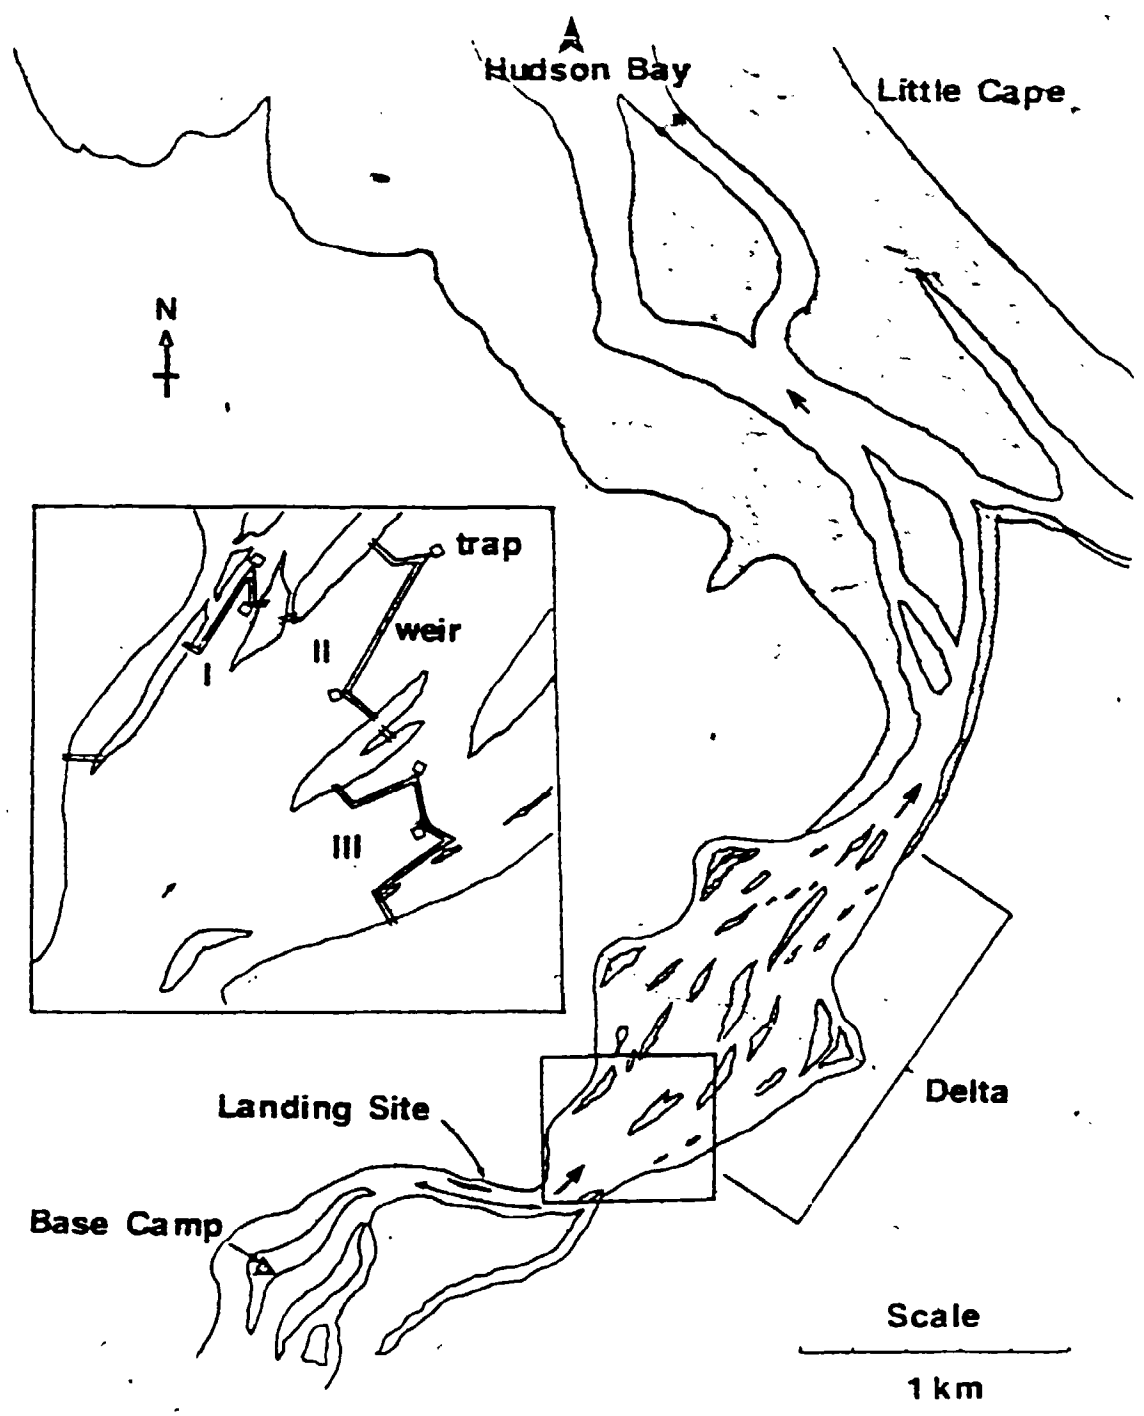 Hudson Bay
Little Cape
N
trap
weir
I
II
III
Landing Site
Delta
Base Camp
Scale
1 km